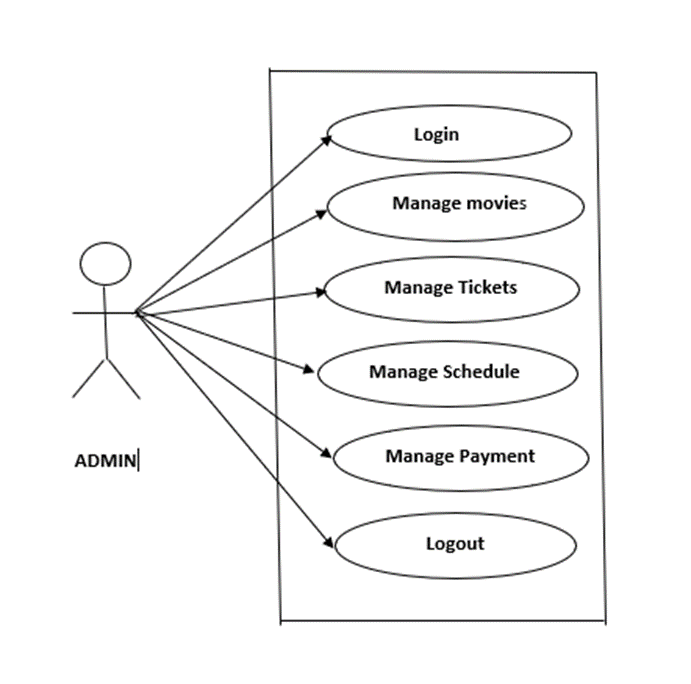 Login
Manage movies
Manage Tickets
Manage Schedule
Manage Payment
Logout
ADMIN